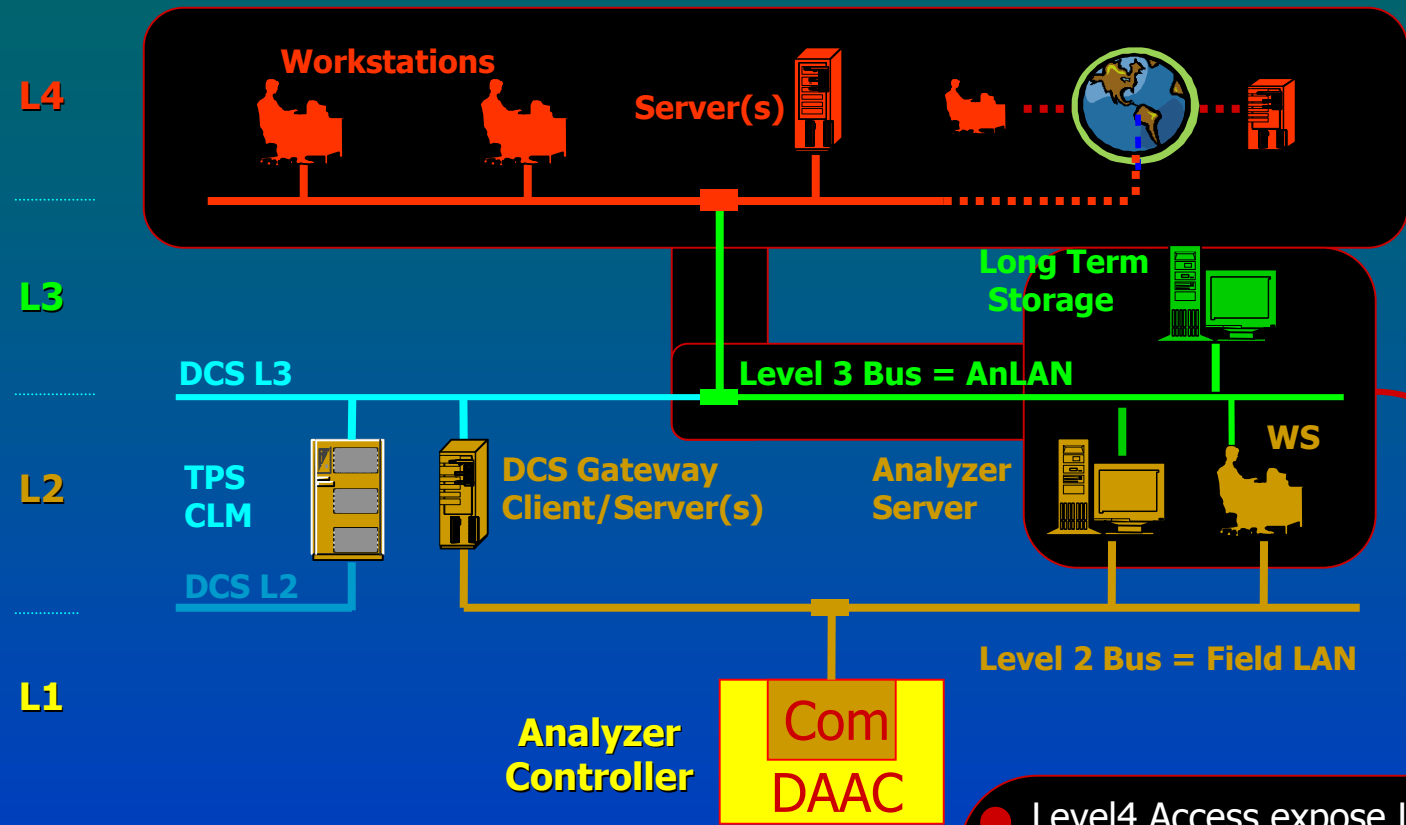 Workstations
L4
Server(s)
Long Term
Storage
L3
DCS L3
Level 3 Bus = AnLAN
WS
L2
TPS
CLM
DCS Gateway
Client/Server(s)
Analyzer
Server
DCS L2
Level 2 Bus = Field LAN
L1
Analyzer
Controller
Com
DAAC
Level4 Access expose